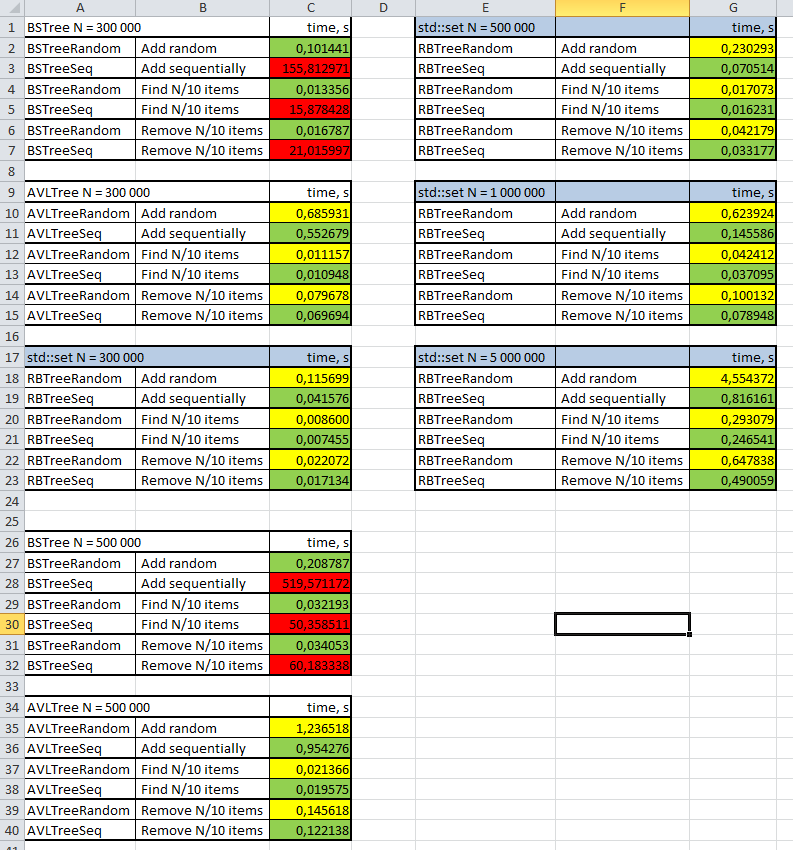 A B C D E F G
1 BSTree N = 300 000 time, s std::set N = 500 000 time, s
2 BSTreeRandom Add random 0,101441 RBTreeRandom Add random 0,230293
3 BSTreeSeq Add sequentially 155,812971 RBTreeSeq Add sequentially 0,070514
4 BSTreeRandom Find N/10 items 0,013356 RBTreeRandom Find N/10 items 0,017073
5 BSTreeSeq Find N/10 items 15,878428 RBTreeSeq Find N/10 items 0,016231
6 BSTreeRandom Remove N/10 items 0,016787 RBTreeRandom Remove N/10 items 0,042179
7 BSTreeSeq Remove N/10 items 21,015997 RBTreeSeq Remove N/10 items 0,033177
8
9 AVLTree N = 300 000 time, s std::set N = 1 000 000 time, s
10 AVLTreeRandom Add random 0,685931 RBTreeRandom Add random 0,623924
11 AVLTreeSeq Add sequentially 0,552679 RBTreeSeq Add sequentially 0,145586
12 AVLTreeRandom Find N/10 items 0,011157 RBTreeRandom Find N/10 items 0,042412
13 AVLTreeSeq Find N/10 items 0,010948 RBTreeSeq Find N/10 items 0,037095
14 AVLTreeRandom Remove N/10 items 0,079678 RBTreeRandom Remove N/10 items 0,100132
15 AVLTreeSeq Remove N/10 items 0,069694 RBTreeSeq Remove N/10 items 0,078948
16
17 std::set N = 300 000 time, s std::set N = 5 000 000 time, s
18 RBTreeRandom Add random 0,115699 RBTreeRandom Add random 4,554372
19 RBTreeSeq Add sequentially 0,041576 RBTreeSeq Add sequentially 0,816161
20 RBTreeRandom Find N/10 items 0,008600 RBTreeRandom Find N/10 items 0,293079
21 RBTreeSeq Find N/10 items 0,007455 RBTreeSeq Find N/10 items 0,246541
22 RBTreeRandom Remove N/10 items 0,022072 RBTreeRandom Remove N/10 items 0,647838
23 RBTreeSeq Remove N/10 items 0,017134 RBTreeSeq Remove N/10 items 0,490059
24
25
26 BSTree N = 500 000 time, s
27 BSTreeRandom Add random 0,208787
28 BSTreeSeq Add sequentially 519,571172
29 BSTreeRandom Find N/10 items 0,032193
30 BSTreeSeq Find N/10 items 50,358511
31 BSTreeRandom Remove N/10 items 0,034053
32 BSTreeSeq Remove N/10 items 60,183338
33
34 AVLTree N = 500 000 time, s
35 AVLTreeRandom Add random 1,236518
36 AVLTreeSeq Add sequentially 0,954276
37 AVLTreeRandom Find N/10 items 0,021366
38 AVLTreeSeq Find N/10 items 0,019575
39 AVLTreeRandom Remove N/10 items 0,145618
40 AVLTreeSeq Remove N/10 items 0,122138